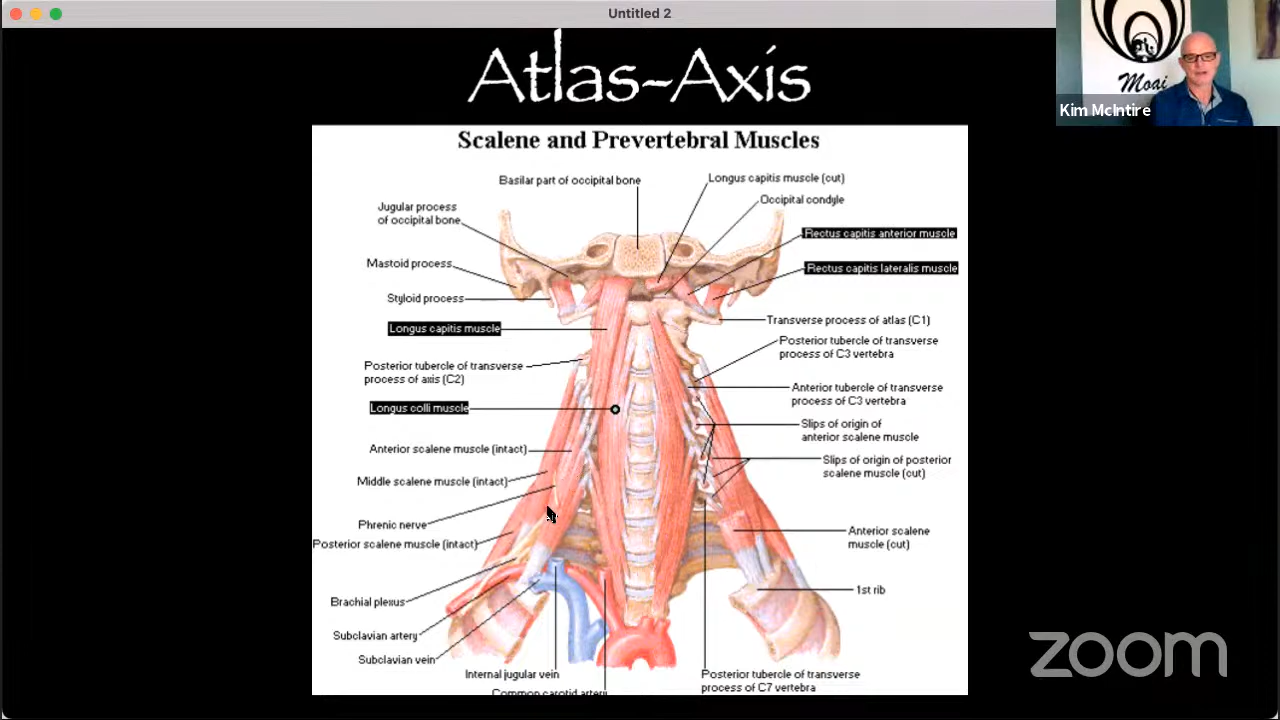 Untitled 2
Atlas-Axis
Moai
Kim McIntire
Scalene and Prevertebral Muscles
Basilar part of occipital bone
Longus capitis muscle (cut)
Occipital condyle
Jugular process
of occipital bone
Rectus capitis anterior muscle
Mastoid process
Rectus capitis lateralis muscle
Styloid process
Transverse process of atlas (C1)
Longus capitis muscle
Posterior tubercle of transverse
process of C3 vertebra
Posterior tubercle of transverse
process of axis (C2)
Anterior tubercle of transverse
process of C3 vertebra
Longus colli muscle
Slips of origin of
anterior scalene muscle
Anterior scalene muscle (intact)
Slips of origin of posterior
scalene muscle (cut)
Middle scalene muscle (intact)
Phrenic nerve
Anterior scalene
muscle (cut)
Posterior scalene muscle (intact)
1st rib
Brachial plexus
Subclavian artery
Subclavian vein
Internal jugular vein
Posterior tubercle of transverse
process of C7 vertebra
Common carotid artery
zoom